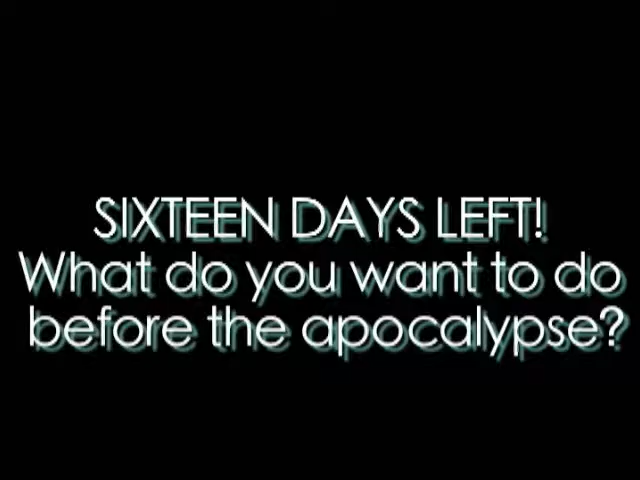 SIXTEEN DAYS LEFT!
What do you want to do
before the apocalypse?